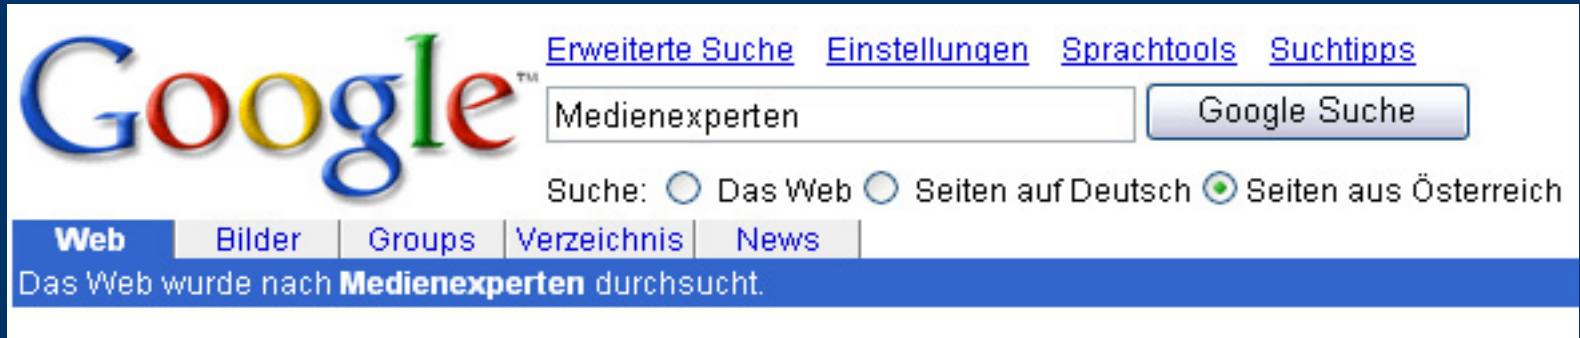 Google™
Erweiterte Suche Einstellungen Sprachtools Suchtipps
Medienexperten Google Suche
Suche: Das Web Seiten auf Deutsch Seiten aus Österreich
Web Bilder Groups Verzeichnis News
Das Web wurde nach Medienexperten durchsucht.